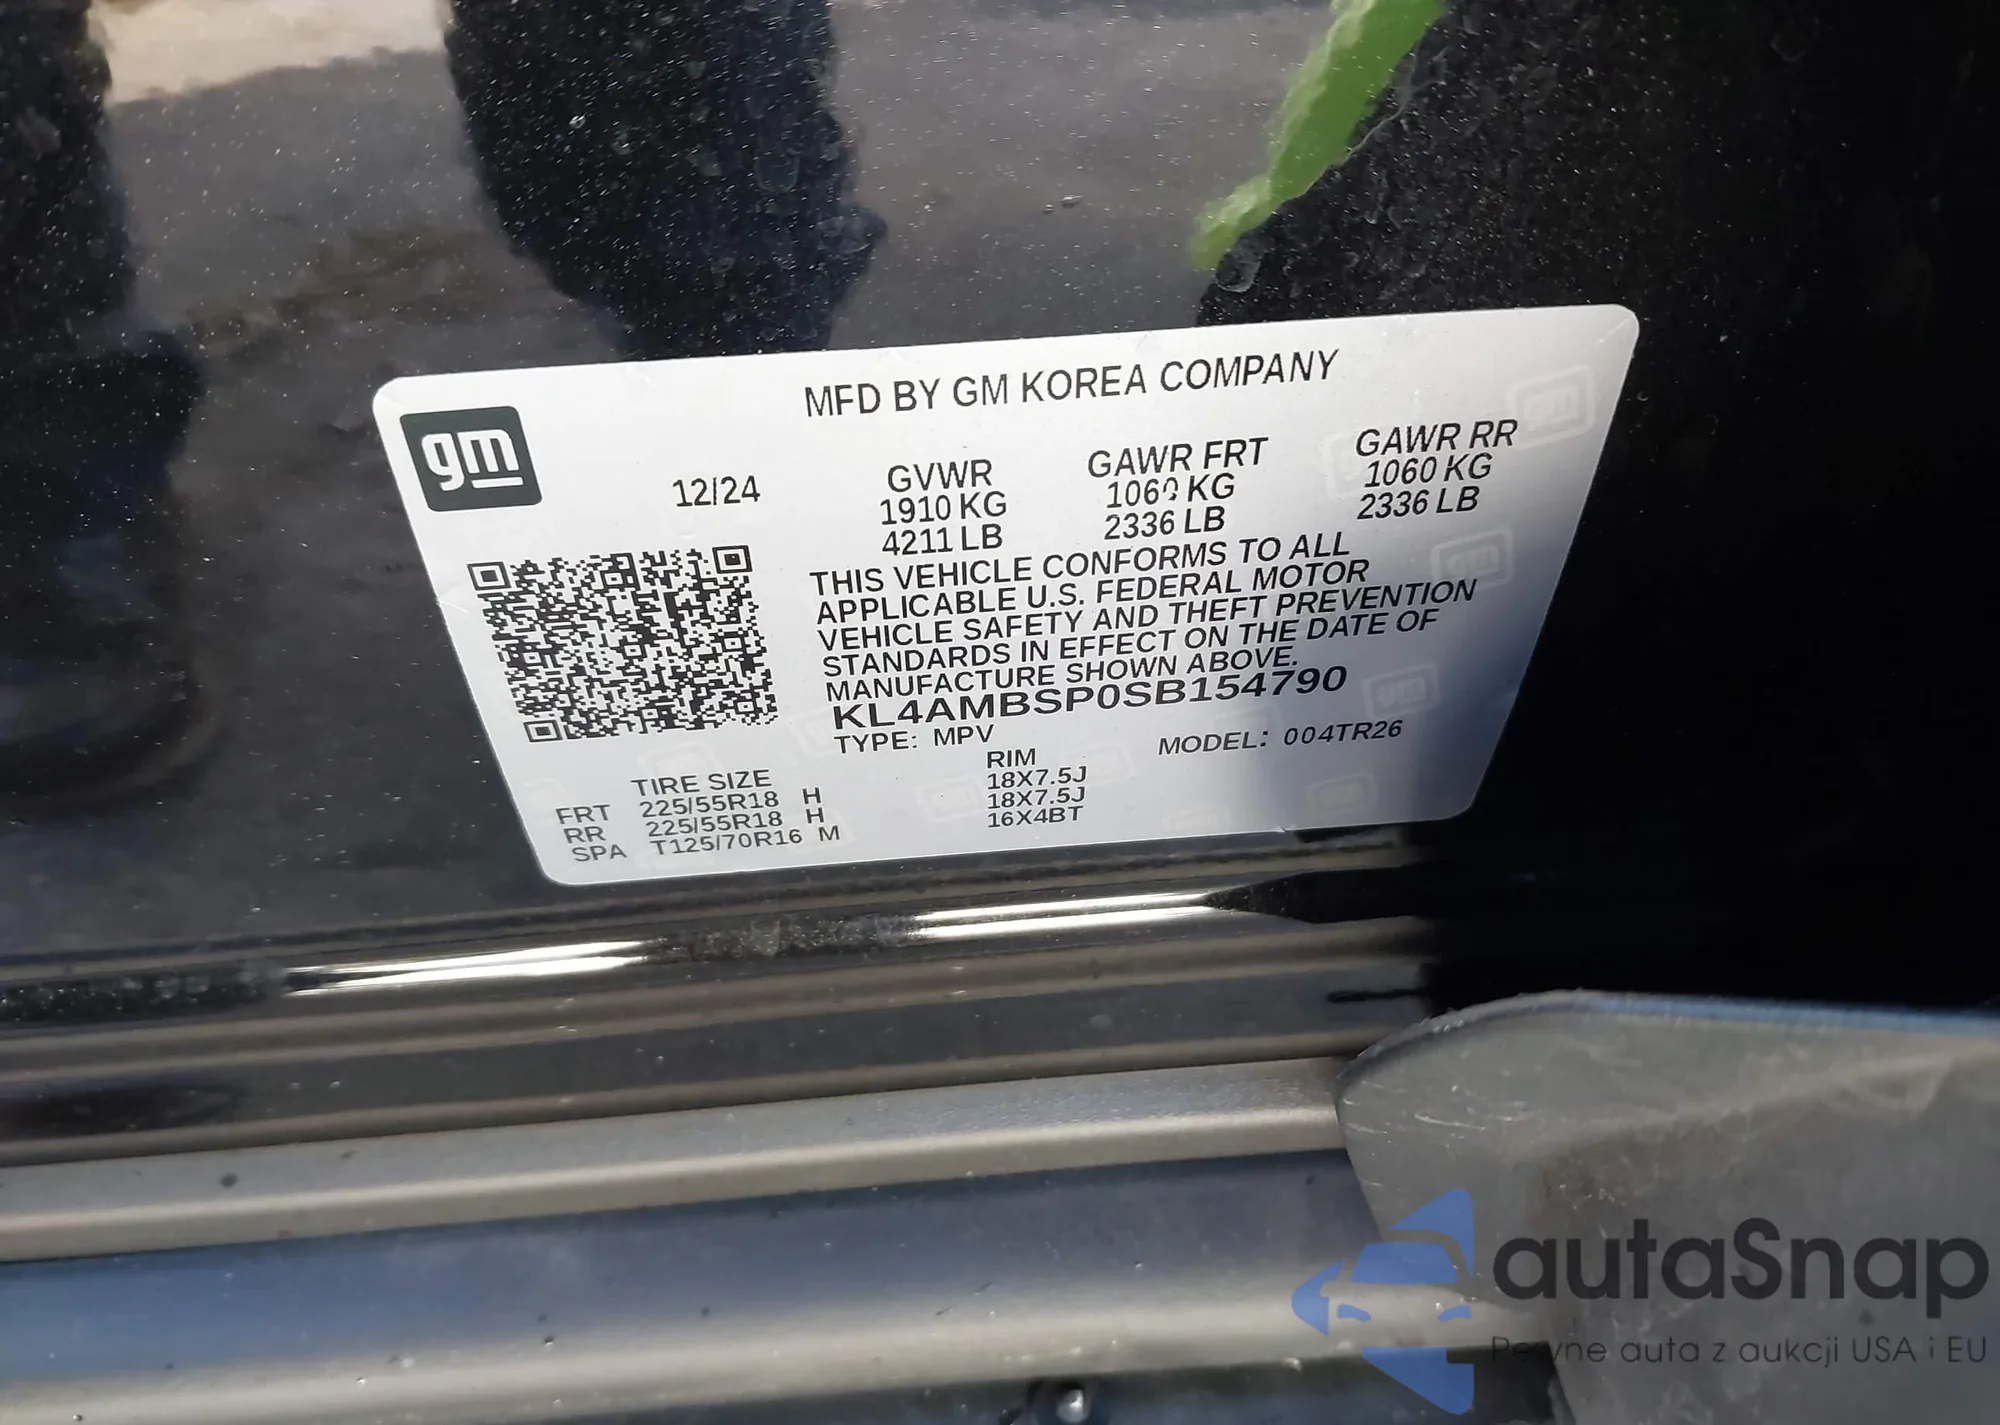 MFD BY GM KOREA COMPANY
gm
12/24
GVWR GAWR FRT GAWR RR
1910 KG 1060 KG 1060 KG
4211 LB 2336 LB 2336 LB
THIS VEHICLE CONFORMS TO ALL
APPLICABLE U.S. FEDERAL MOTOR
VEHICLE SAFETY AND THEFT PREVENTION
STANDARDS IN EFFECT ON THE DATE OF
MANUFACTURE SHOWN ABOVE.
KL4AMBSP0SB154790
TYPE: MPV MODEL: 004TR26
TIRE SIZE RIM
FRT 225/55R18 H 18X7.5J
RR 225/55R18 H 18X7.5J
SPA T125/70R16 M 16X4BT
autaSnap
Pewne auta z aukcji USA i EU